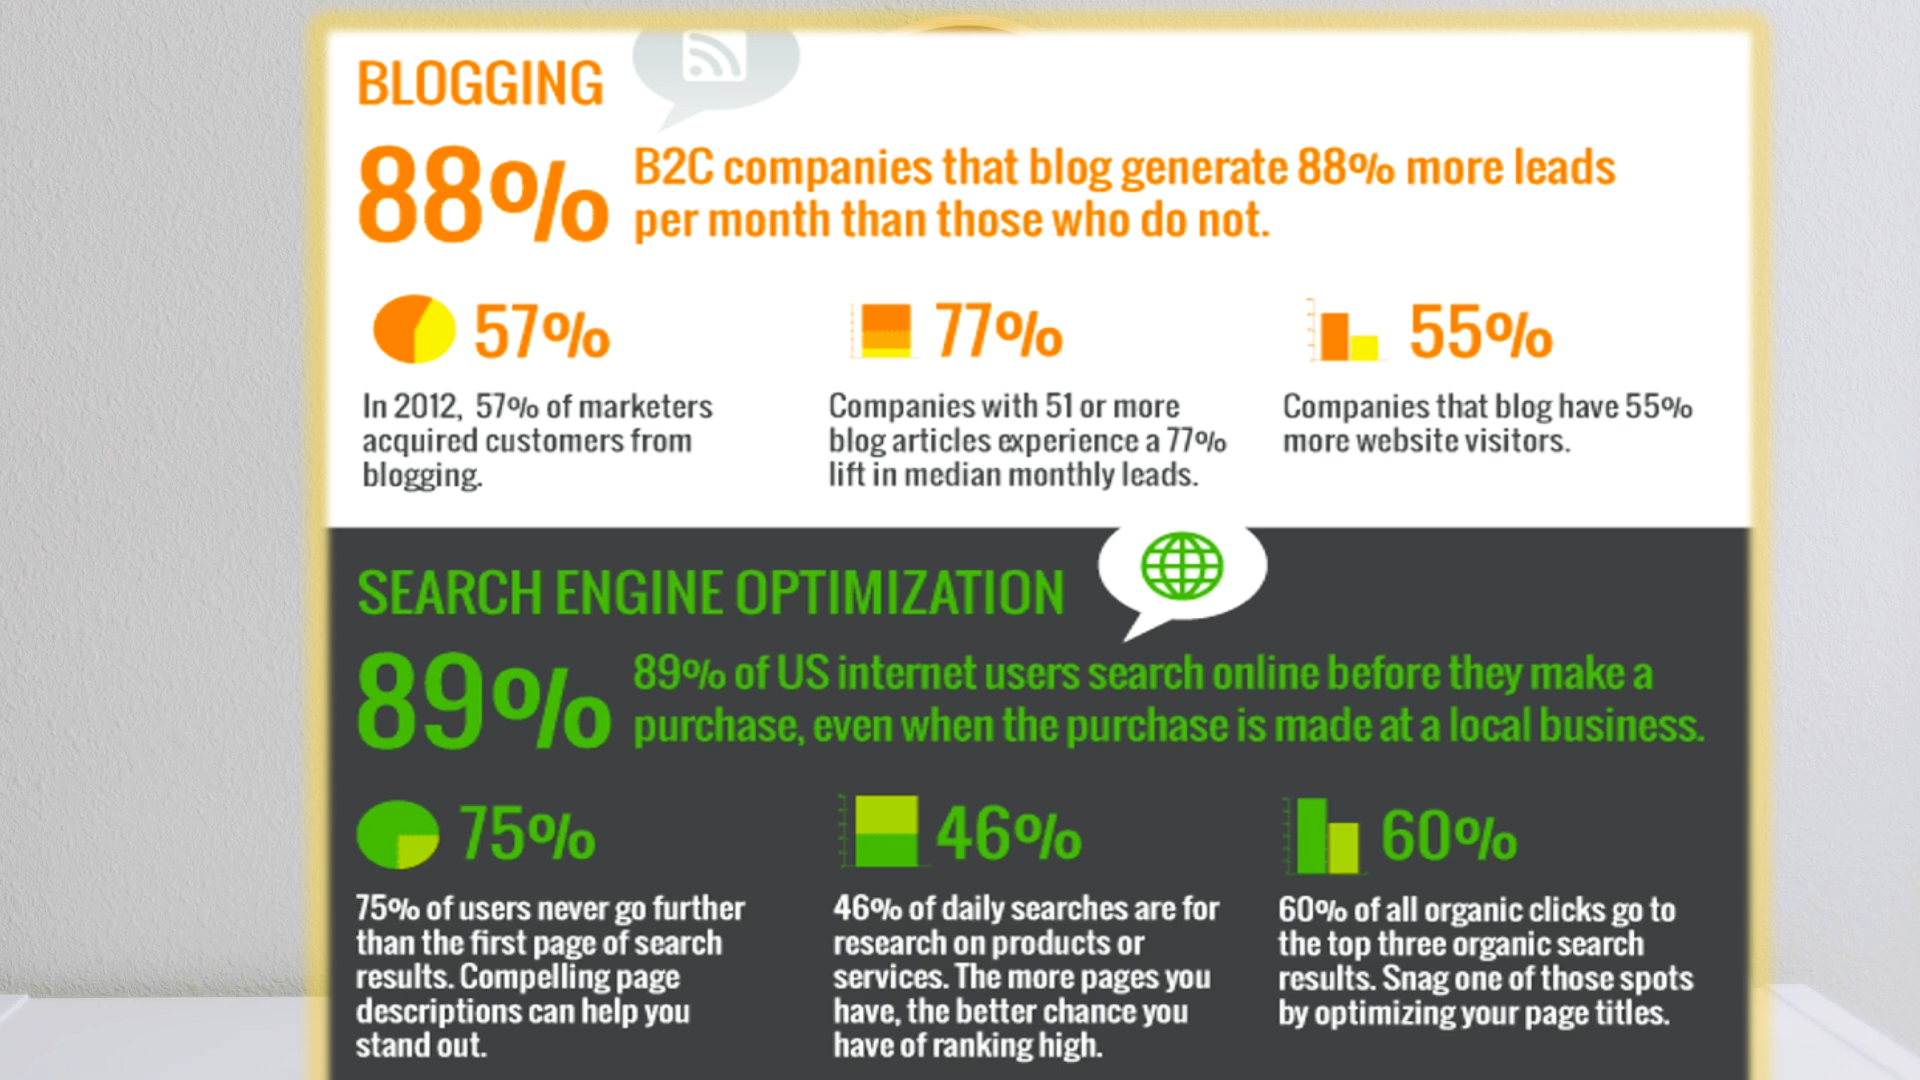 BLOGGING
88%
B2C companies that blog generate 88% more leads
per month than those who do not.
57%
In 2012, 57% of marketers
acquired customers from
blogging.
77%
Companies with 51 or more
blog articles experience a 77%
lift in median monthly leads.
55%
Companies that blog have 55%
more website visitors.
SEARCH ENGINE OPTIMIZATION
89%
89% of US internet users search online before they make a
purchase, even when the purchase is made at a local business.
75%
75% of users never go further
than the first page of search
results. Compelling page
descriptions can help you
stand out.
46%
46% of daily searches are for
research on products or
services. The more pages you
have, the better chance you
have of ranking high.
60%
60% of all organic clicks go to
the top three organic search
results. Snag one of those spots
by optimizing your page titles.